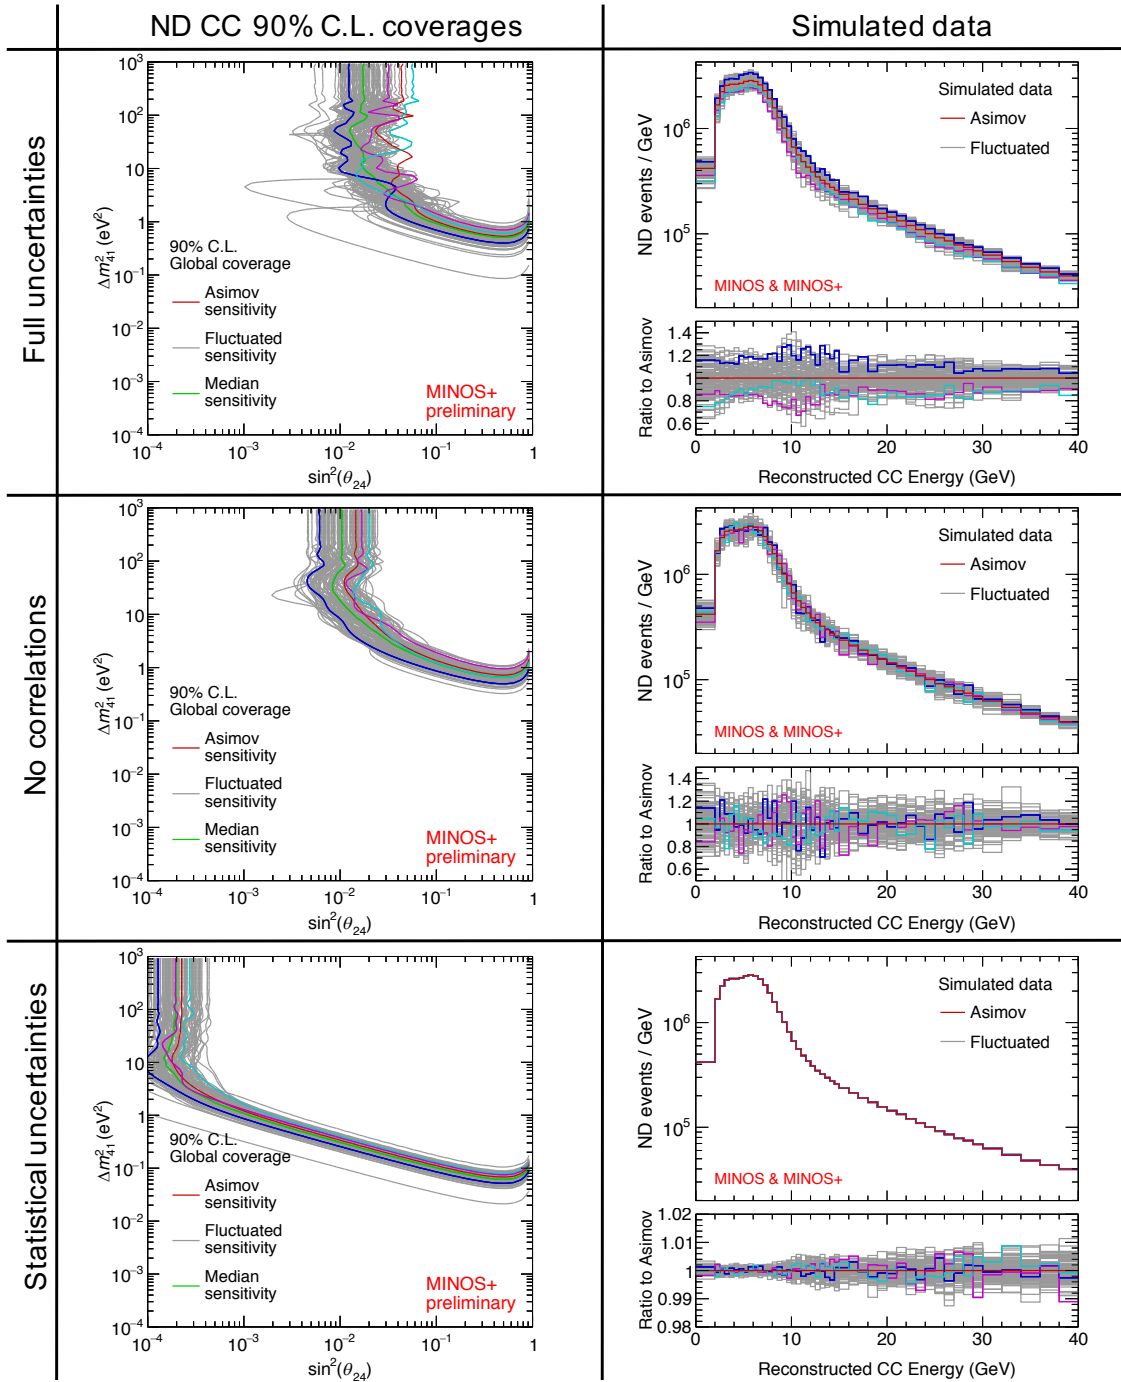 ND CC 90% C.L. coverages
Simulated data
Full uncertainties
10³
10²
10
1
10⁻¹
10⁻²
10⁻³
10⁻⁴
Δm²₄₁ (eV²)
90% C.L.
Global coverage
Asimov
sensitivity
Fluctuated
sensitivity
Median
sensitivity
MINOS+
preliminary
10⁻⁴ 10⁻³ 10⁻² 10⁻¹ 1
sin²(θ₂₄)
ND events / GeV
10⁶
10⁵
Simulated data
Asimov
Fluctuated
MINOS & MINOS+
Ratio to Asimov
1.4
1.2
1
0.8
0.6
0 10 20 30 40
Reconstructed CC Energy (GeV)
No correlations
10³
10²
10
1
10⁻¹
10⁻²
10⁻³
10⁻⁴
Δm²₄₁ (eV²)
90% C.L.
Global coverage
Asimov
sensitivity
Fluctuated
sensitivity
Median
sensitivity
MINOS+
preliminary
10⁻⁴ 10⁻³ 10⁻² 10⁻¹ 1
sin²(θ₂₄)
ND events / GeV
10⁶
10⁵
Simulated data
Asimov
Fluctuated
MINOS & MINOS+
Ratio to Asimov
1.4
1.2
1
0.8
0.6
0 10 20 30 40
Reconstructed CC Energy (GeV)
Statistical uncertainties
10³
10²
10
1
10⁻¹
10⁻²
10⁻³
10⁻⁴
Δm²₄₁ (eV²)
90% C.L.
Global coverage
Asimov
sensitivity
Fluctuated
sensitivity
Median
sensitivity
MINOS+
preliminary
10⁻⁴ 10⁻³ 10⁻² 10⁻¹ 1
sin²(θ₂₄)
ND events / GeV
10⁶
10⁵
Simulated data
Asimov
Fluctuated
MINOS & MINOS+
Ratio to Asimov
1.02
1.01
1.00
0.99
0.98
0 10 20 30 40
Reconstructed CC Energy (GeV)